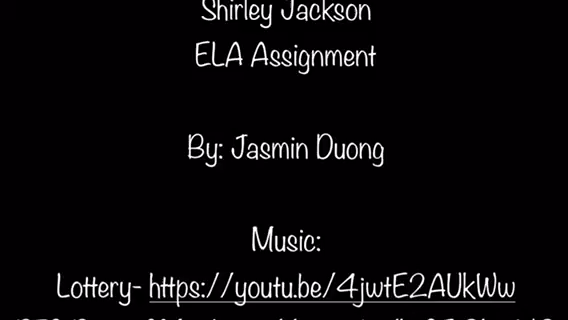 Shirley Jackson
ELA Assignment
By: Jasmin Duong
Music:
Lottery- https://youtu.be/4jwtE2AUkWw